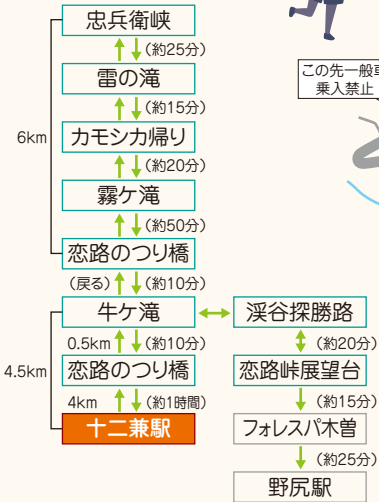 忠兵衛峡
(約25分)
雷の滝
この先一般車
乗入禁止
(約15分)
6km
カモシカ帰り
(約20分)
霧ケ滝
(約50分)
恋路のつり橋
(戻る)
(約10分)
牛ケ滝
渓谷探勝路
0.5km
(約10分)
(約20分)
4.5km
恋路のつり橋
恋路峠展望台
4km
(約1時間)
(約15分)
十二兼駅
フォレスパ木曽
(約25分)
野尻駅